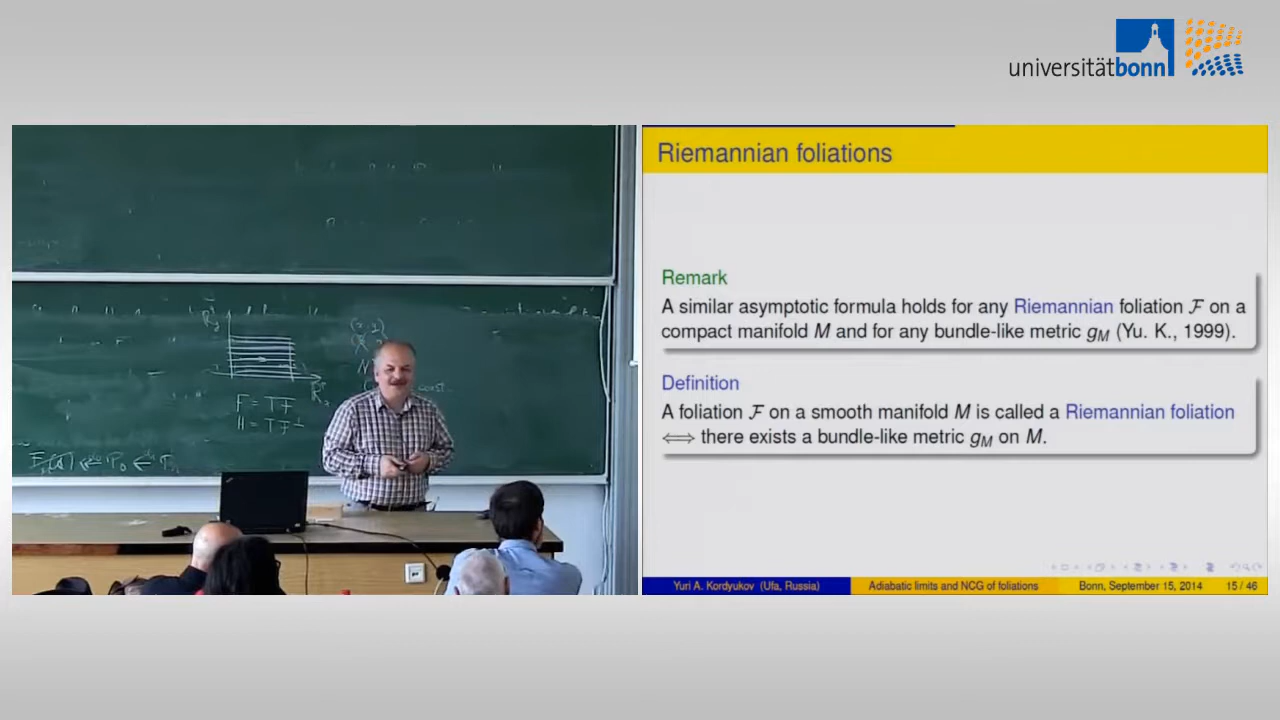 universitätbonn
Riemannian foliations
Remark
A similar asymptotic formula holds for any Riemannian foliation ℱ on a
compact manifold M and for any bundle-like metric g_M (Yu. K., 1999).
Definition
A foliation ℱ on a smooth manifold M is called a Riemannian foliation
⟺ there exists a bundle-like metric g_M on M.
Yuri A. Kordyukov (Ufa, Russia) Adiabatic limits and NCG of foliations Bonn, September 15, 2014 15 / 46
F = Tℱ
H = Tℱ⊥
const